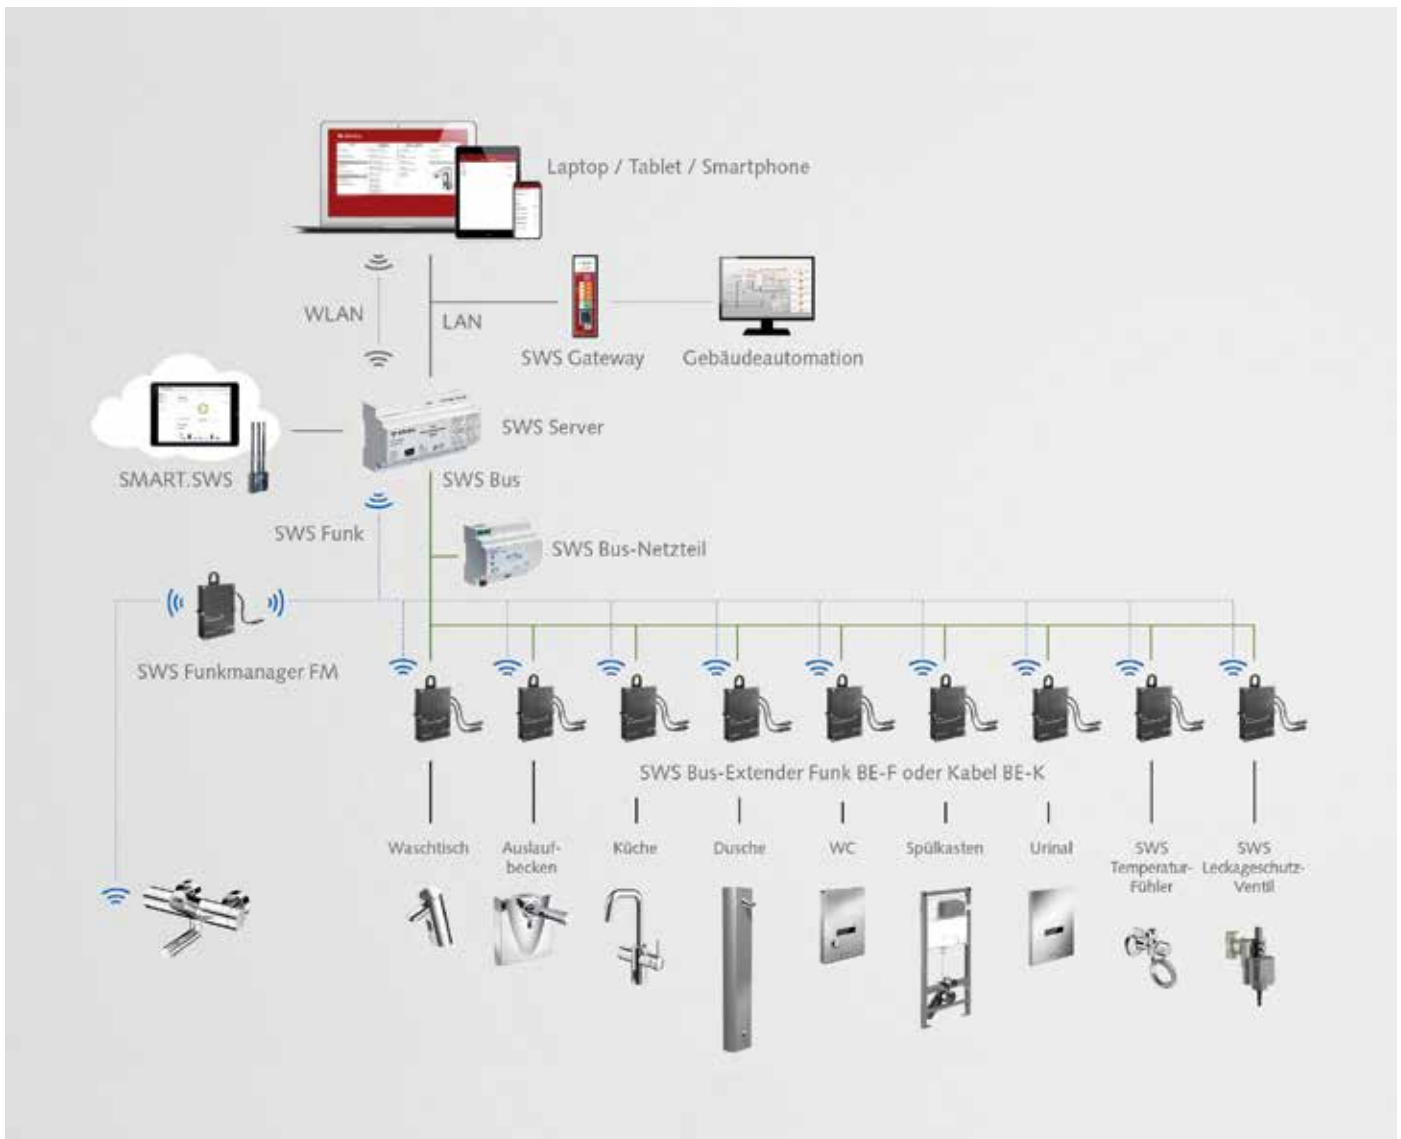 Laptop / Tablet / Smartphone
WLAN
LAN
SWS Gateway
Gebäudeautomation
SWS Server
SMART.SWS
SWS Bus
SWS Funk
SWS Bus-Netzteil
SWS Funkmanager FM
SWS Bus-Extender Funk BE-F oder Kabel BE-K
Waschtisch
Auslauf-
becken
Küche
Dusche
WC
Spülkasten
Urinal
SWS
Temperatur-
Fühler
SWS
Leckageschutz-
Ventil